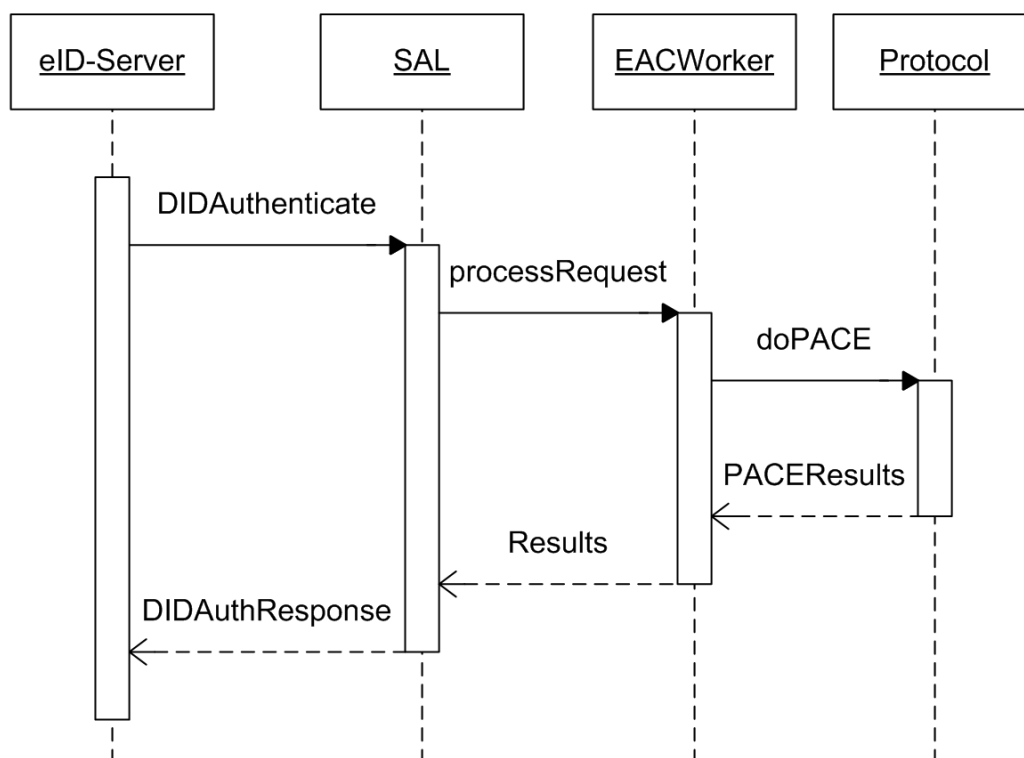 eID-Server
SAL
EACWorker
Protocol
DIDAuthenticate
processRequest
doPACE
PACEResults
Results
DIDAuthResponse